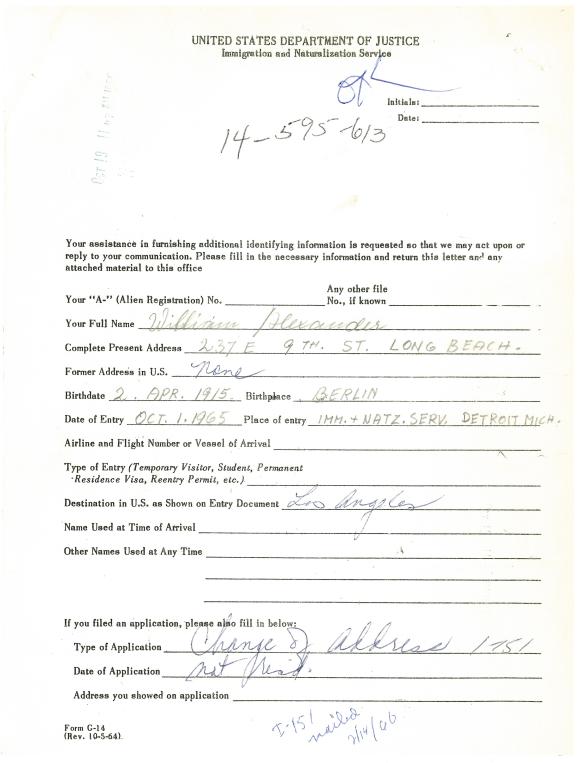 UNITED STATES DEPARTMENT OF JUSTICE
Immigration and Naturalization Service
Initials:
Date:
14-595-613
Your assistance in furnishing additional identifying information is requested so that we may act upon or
reply to your communication. Please fill in the necessary information and return this letter and any
attached material to this office
Any other file
Your "A-" (Alien Registration) No. No., if known
Your Full Name William Alexander
Complete Present Address 237 E 9TH. ST. LONG BEACH.
Former Address in U.S. None
Birthdate 2. APR. 1915. Birthplace BERLIN
Date of Entry OCT. 1. 1965 Place of entry IMM. + NATZ. SERV. DETROIT MICH.
Airline and Flight Number or Vessel of Arrival
Type of Entry (Temporary Visitor, Student, Permanent
Residence Visa, Reentry Permit, etc.)
Destination in U.S. as Shown on Entry Document Los Angeles
Name Used at Time of Arrival
Other Names Used at Any Time
If you filed an application, please also fill in below:
Type of Application Change of Address 1751
Date of Application not
Address you showed on application
Form G-14
(Rev. 10-5-64).
I-151
mailed
2/14/66